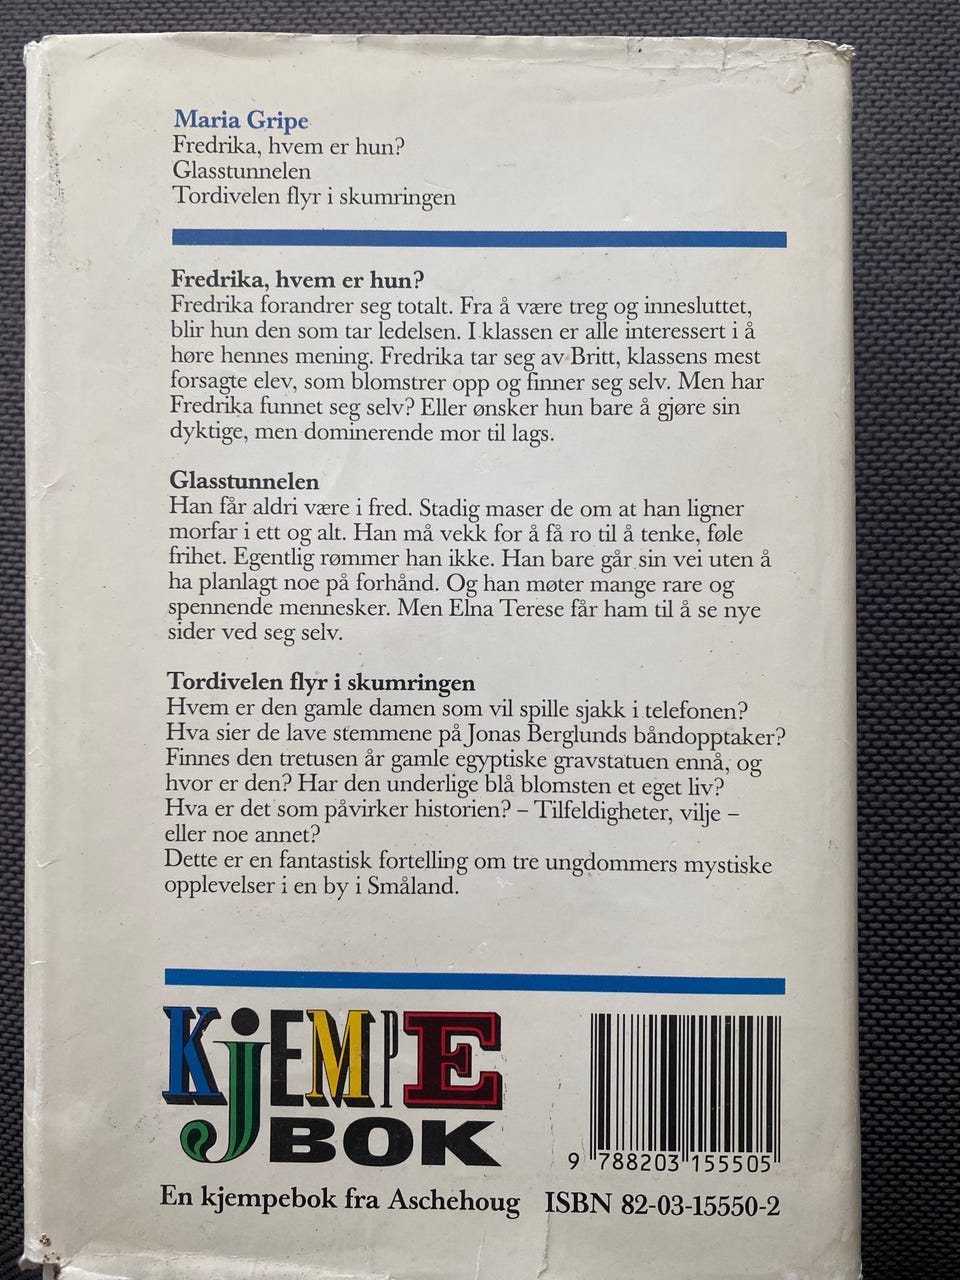 Maria Gripe
Fredrika, hvem er hun?
Glasstunnelen
Tordivelen flyr i skumringen
Fredrika, hvem er hun?
Fredrika forandrer seg totalt. Fra å være treg og innesluttet,
blir hun den som tar ledelsen. I klassen er alle interessert i å
høre hennes mening. Fredrika tar seg av Britt, klassens mest
forsagte elev, som blomstrer opp og finner seg selv. Men har
Fredrika funnet seg selv? Eller ønsker hun bare å gjøre sin
dyktige, men dominerende mor til lags.
Glasstunnelen
Han får aldri være i fred. Stadig maser de om at han ligner
morfar i ett og alt. Han må vekk for å få ro til å tenke, føle
frihet. Egentlig rømmer han ikke. Han bare går sin vei uten å
ha planlagt noe på forhånd. Og han møter mange rare og
spennende mennesker. Men Elna Terese får ham til å se nye
sider ved seg selv.
Tordivelen flyr i skumringen
Hvem er den gamle damen som vil spille sjakk i telefonen?
Hva sier de lave stemmene på Jonas Berglunds båndopptaker?
Finnes den tretusen år gamle egyptiske gravstatuen ennå, og
hvor er den? Har den underlige blå blomsten et eget liv?
Hva er det som påvirker historien? – Tilfeldigheter, vilje –
eller noe annet?
Dette er en fantastisk fortelling om tre ungdommers mystiske
opplevelser i en by i Småland.
KJEMPE
BOK
9 788203 155505
En kjempebok fra Aschehoug ISBN 82-03-15550-2